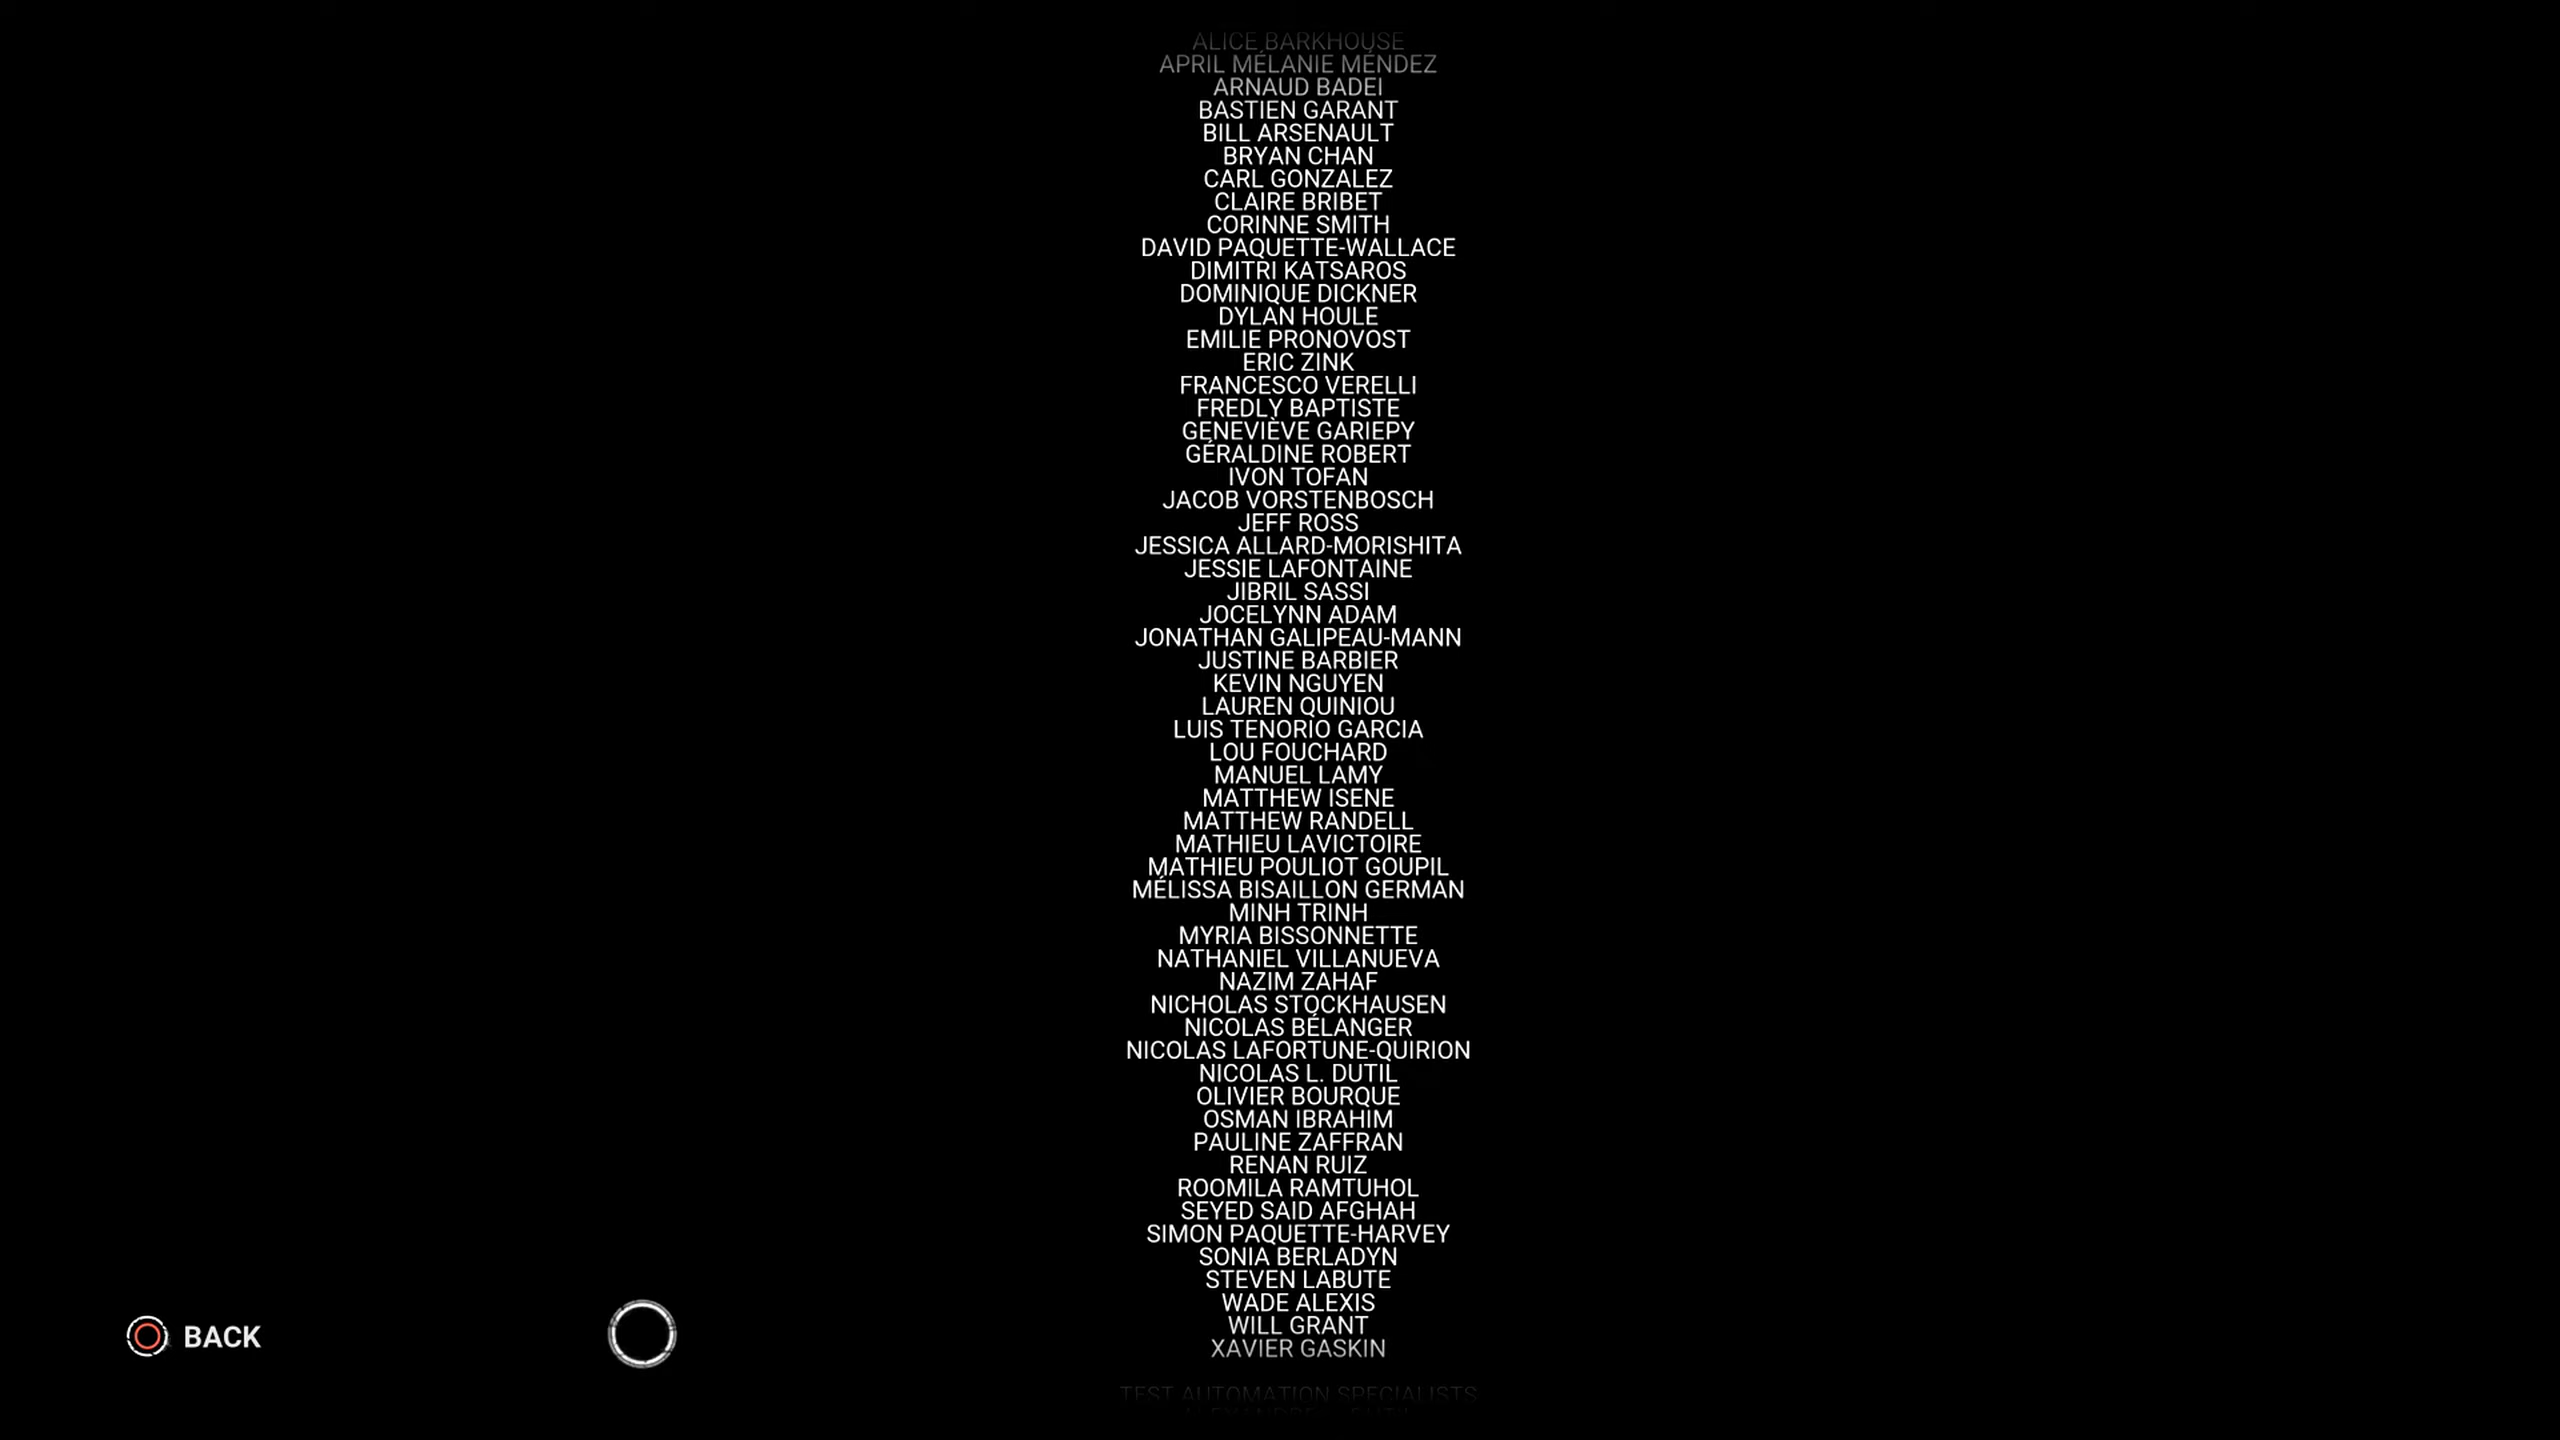 ALICE BARKHOUSE
APRIL MÉLANIE MÉNDEZ
ARNAUD BADEI
BASTIEN GARANT
BILL ARSENAULT
BRYAN CHAN
CARL GONZALEZ
CLAIRE BRIBET
CORINNE SMITH
DAVID PAQUETTE-WALLACE
DIMITRI KATSAROS
DOMINIQUE DICKNER
DYLAN HOULE
EMILIE PRONOVOST
ERIC ZINK
FRANCESCO VERELLI
FREDLY BAPTISTE
GENEVIÈVE GARIEPY
GÉRALDINE ROBERT
IVON TOFAN
JACOB VORSTENBOSCH
JEFF ROSS
JESSICA ALLARD-MORISHITA
JESSIE LAFONTAINE
JIBRIL SASSI
JOCELYNN ADAM
JONATHAN GALIPEAU-MANN
JUSTINE BARBIER
KEVIN NGUYEN
LAUREN QUINIOU
LUIS TENORIO GARCIA
LOU FOUCHARD
MANUEL LAMY
MATTHEW ISENE
MATTHEW RANDELL
MATHIEU LAVICTOIRE
MATHIEU POULIOT GOUPIL
MÉLISSA BISAILLON GERMAN
MINH TRINH
MYRIA BISSONNETTE
NATHANIEL VILLANUEVA
NAZIM ZAHAF
NICHOLAS STOCKHAUSEN
NICOLAS BÉLANGER
NICOLAS LAFORTUNE-QUIRION
NICOLAS L. DUTIL
OLIVIER BOURQUE
OSMAN IBRAHIM
PAULINE ZAFFRAN
RENAN RUIZ
ROOMILA RAMTUHOL
SEYED SAID AFGHAH
SIMON PAQUETTE-HARVEY
SONIA BERLADYN
STEVEN LABUTE
WADE ALEXIS
WILL GRANT
XAVIER GASKIN
TEST AUTOMATION SPECIALISTS
BACK